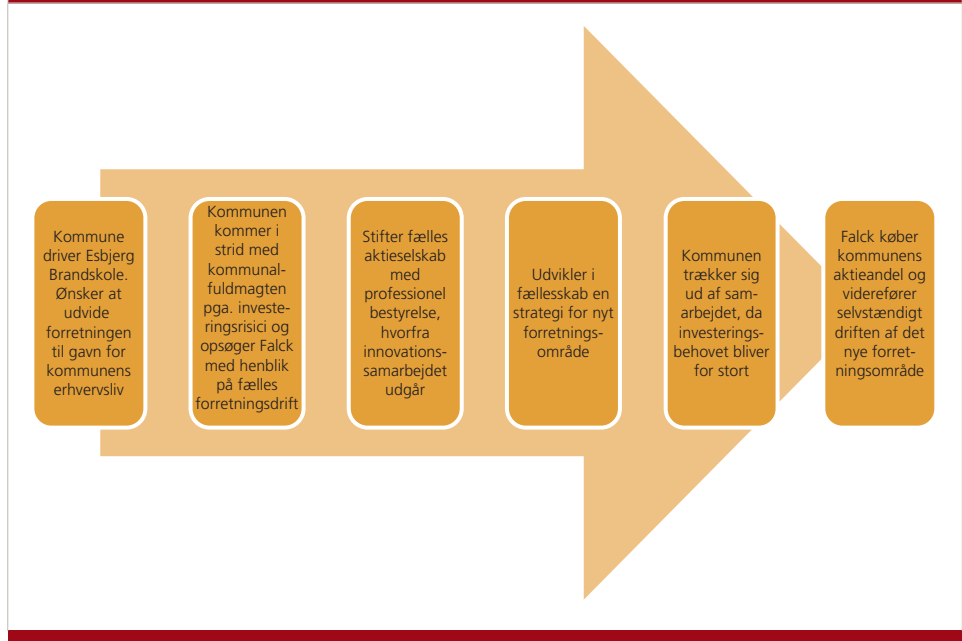 Kommune
driver Esbjerg
Brandskole.
Ønsker at
udvide
forretningen
til gavn for
kommunens
erhvervsliv
Kommunen
kommer i
strid med
kommunal-
fuldmagten
pga. investe-
ringsrisici og
opsøger Falck
med henblik
på fælles
forretningsdrift
Stifter fælles
aktieselskab
med
professionel
bestyrelse,
hvorfra
innovations-
samarbejdet
udgår
Udvikler i
fællesskab en
strategi for nyt
forretnings-
område
Kommunen
trækker sig
ud af sam-
arbejdet, da
investerings-
behovet bliver
for stort
Falck køber
kommunens
aktieandel og
viderefører
selvstændigt
driften af det
nye forret-
ningsområde